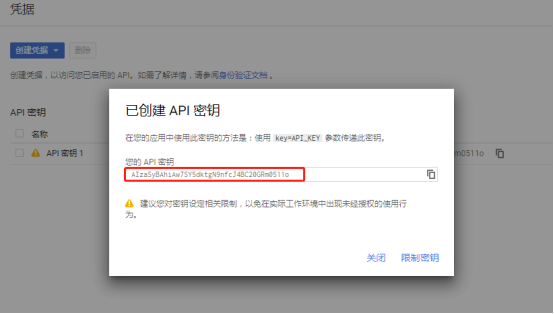 凭据
创建凭据 删除
创建凭据，以访问您已启用的 API。如需了解详情，请参阅身份验证文档。
API 密钥
名称
API 密钥 1
m0511o
已创建 API 密钥
在您的应用中使用此密钥的方法是：使用 key=API_KEY 参数传递此密钥。
您的 API 密钥
建议您对密钥设定相关限制，以免在实际工作环境中出现未经授权的使用行
为。
关闭 限制密钥